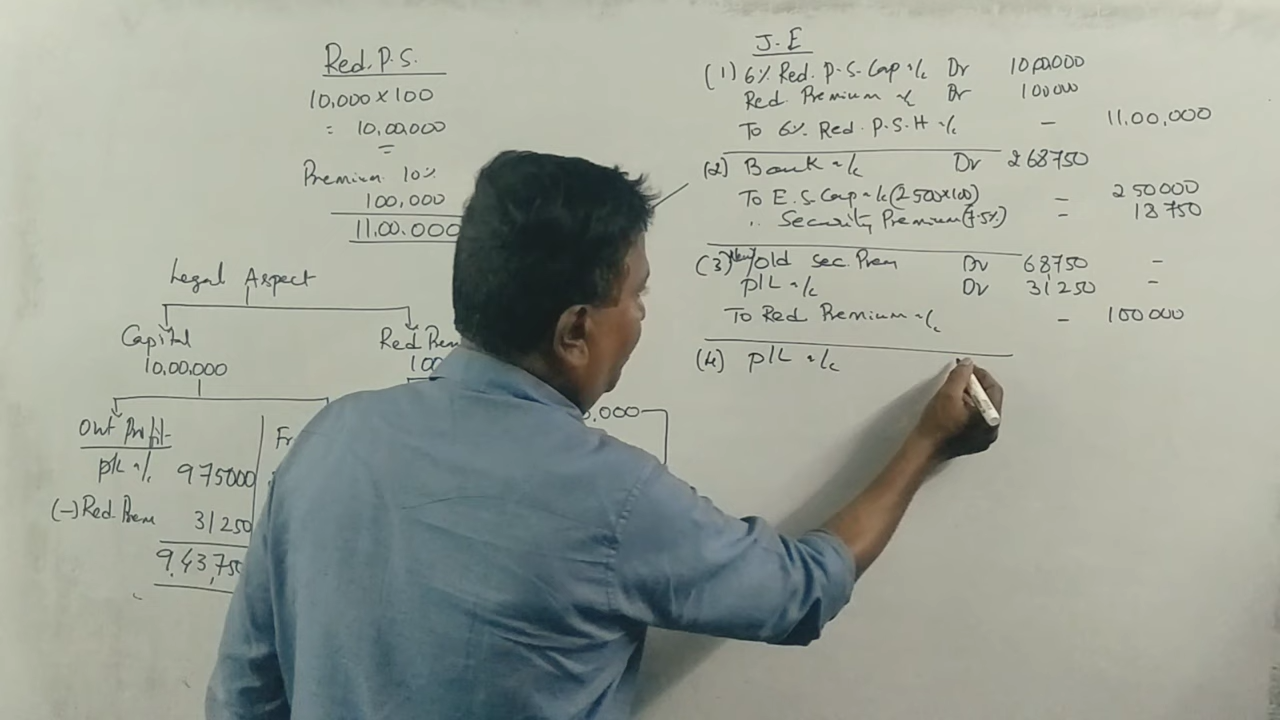 Red. P. S.
10,000 x 100
= 10,00,000
=
Premium 10%
100,000
11.00.000
Legal Aspect
Capital
10,00,000
Red Prem
100
Out Profit
P/L a/c 975000
(-) Red. Prem 31250
9,43,750
Fr
,000
J.E
(1) 6% Red. P.S. Cap a/c Dr 10,00,000
Red. Premium a/c Dr 100000
To 6% Red. P.S.H a/c - 11.00,000
(2) Bank a/c Dr 268750
To E.S. Cap a/c (2500x100) - 250000
" Security Premium (7.5%) = 18750
(3) New/old sec. Prem Dr 68750 -
P/L a/c Dr 31250 -
To Red. Premium a/c - 100000
(4) P/L a/c